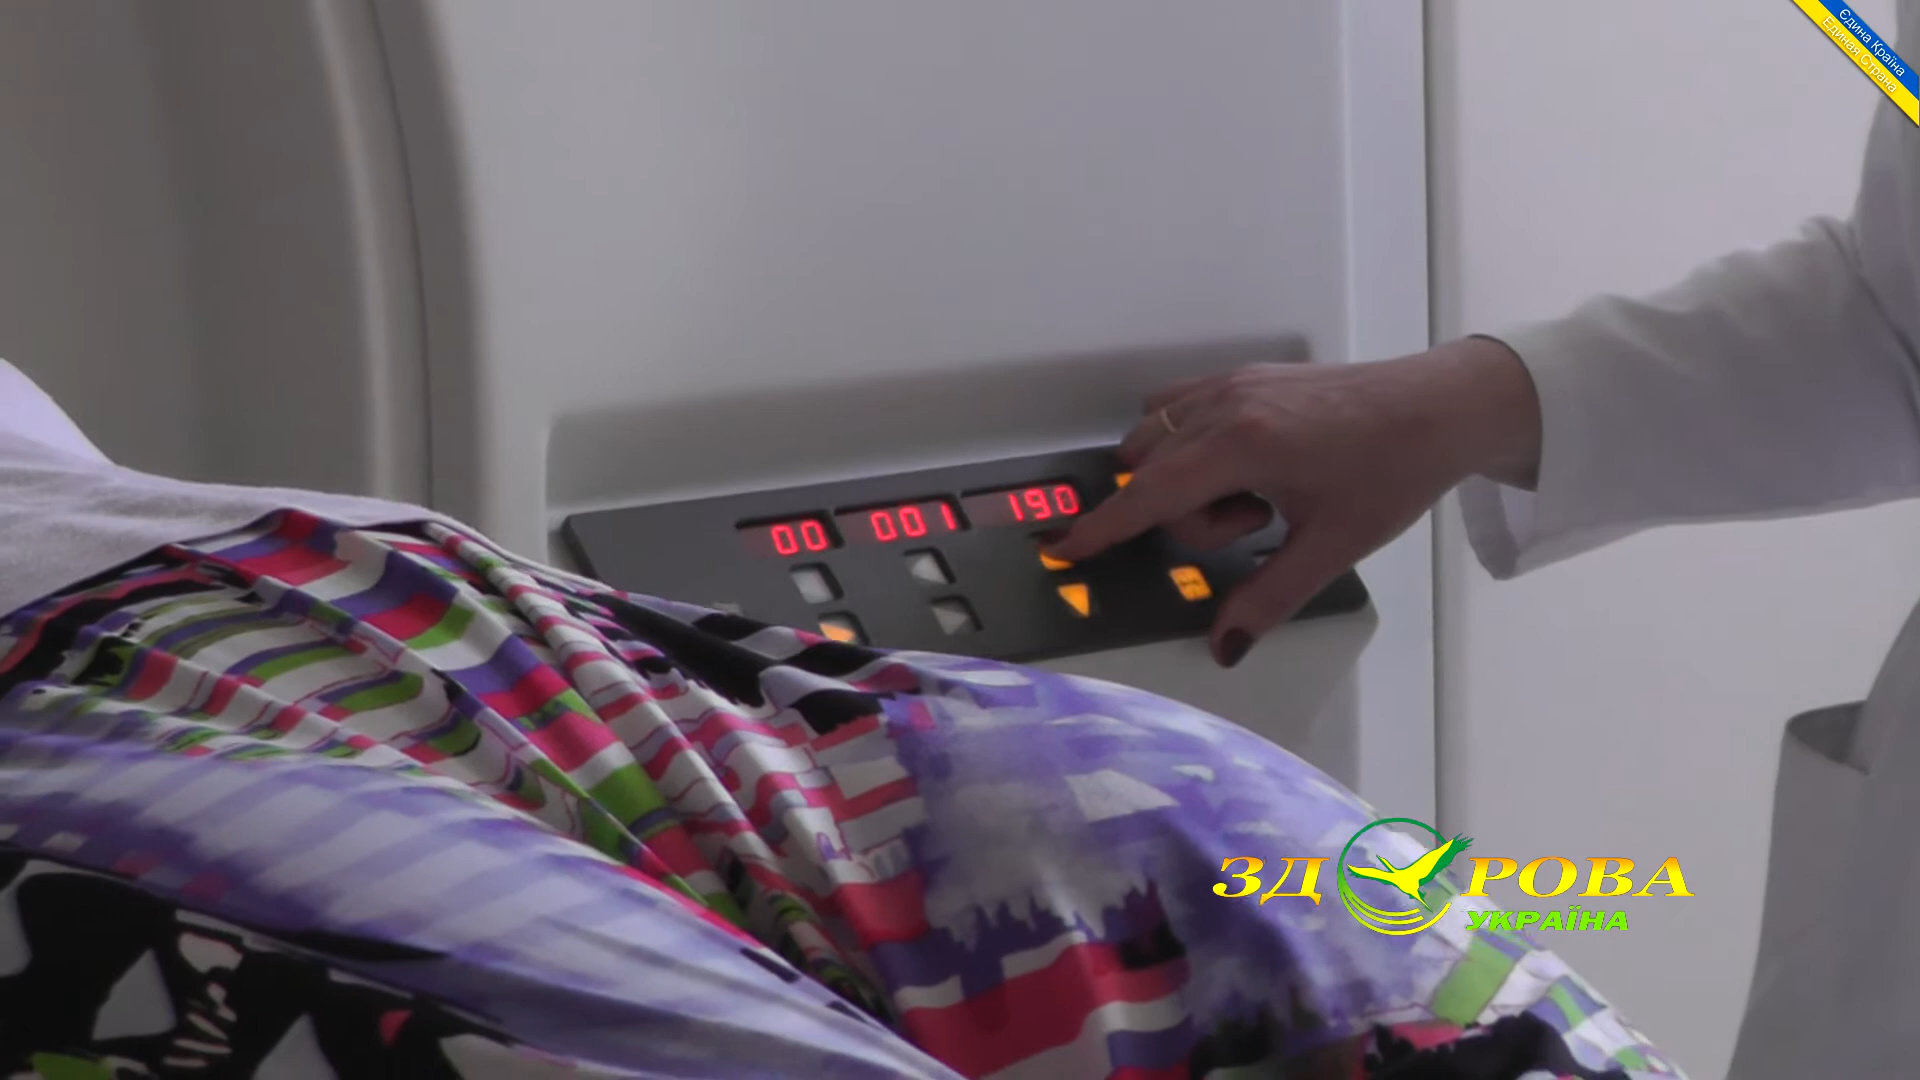 Єдина Країна
Единая Страна
00 001 190
ЗДОРОВА
УКРАЇНА